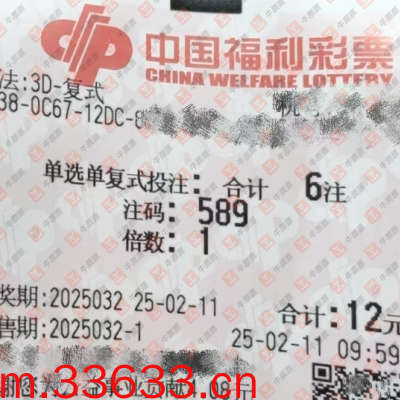 中国福利彩票
CHINA WELFARE LOTTERY
法:3D-复式
38-0C67-12DC-8
单选单复式投注: 合计 6注
注码: 589
倍数: 1
奖期:2025032 25-02-11
合计:12元
售期:2025032-1
25-02-11 09:59
m.33633.cn